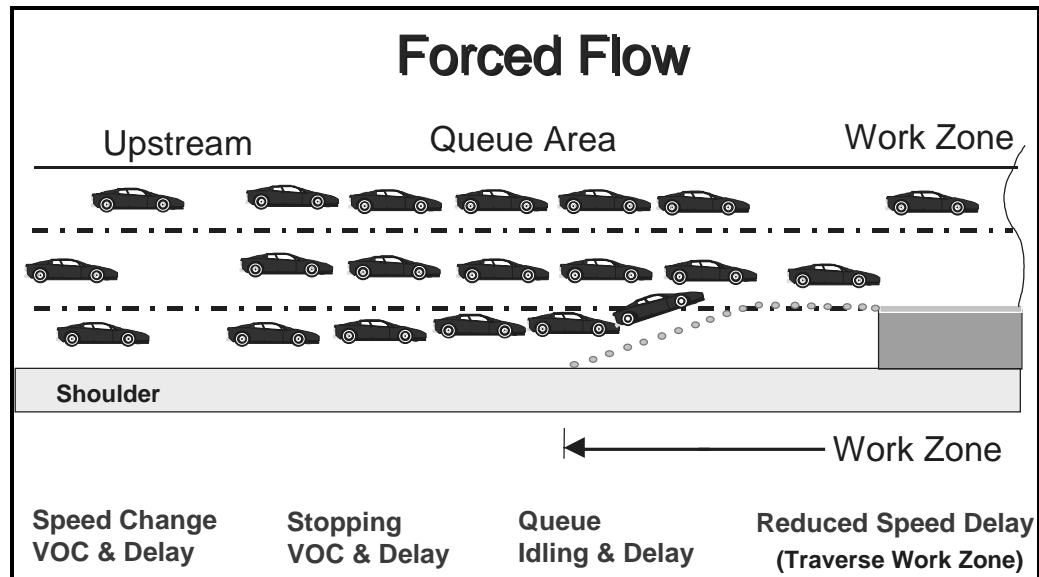 Forced Flow
Upstream
Queue Area
Work Zone
Shoulder
Work Zone
Speed Change
VOC & Delay
Stopping
VOC & Delay
Queue
Idling & Delay
Reduced Speed Delay
(Traverse Work Zone)